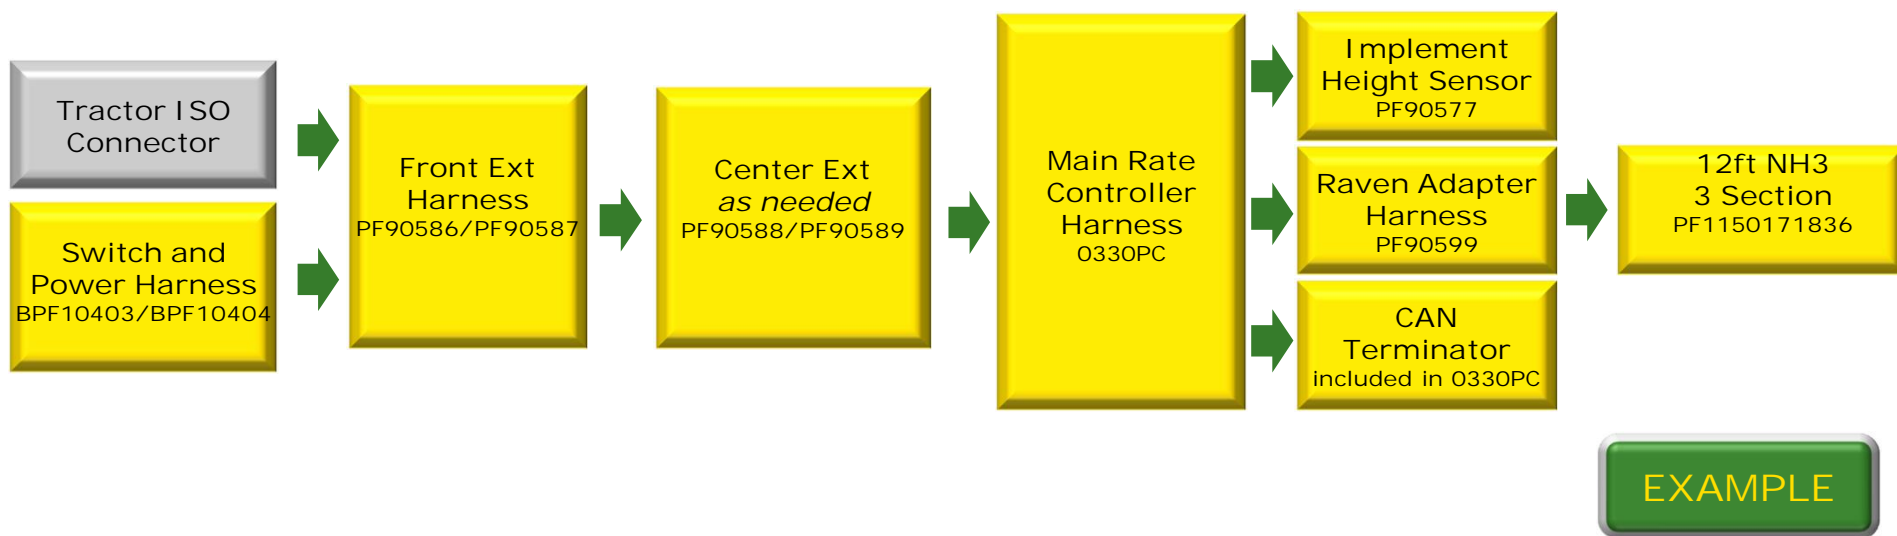 Tractor ISO
Connector
Switch and
Power Harness
BPF10403/BPF10404
Front Ext
Harness
PF90586/PF90587
Center Ext
as needed
PF90588/PF90589
Main Rate
Controller
Harness
0330PC
Implement
Height Sensor
PF90577
Raven Adapter
Harness
PF90599
CAN
Terminator
included in 0330PC
12ft NH3
3 Section
PF1150171836
EXAMPLE